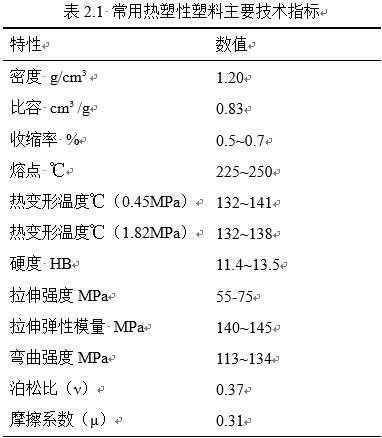 表 2.1 常用热塑性塑料主要技术指标
特性 数值
密度 g/cm³ 1.20
比容 cm³ /g 0.83
收缩率 % 0.5~0.7
熔点 ℃ 225~250
热变形温度℃（0.45MPa） 132~141
热变形温度℃（1.82MPa） 132~138
硬度 HB 11.4~13.5
拉伸强度 MPa 55-75
拉伸弹性模量 MPa 140~145
弯曲强度 MPa 113~134
泊松比（ν） 0.37
摩擦系数（μ） 0.31